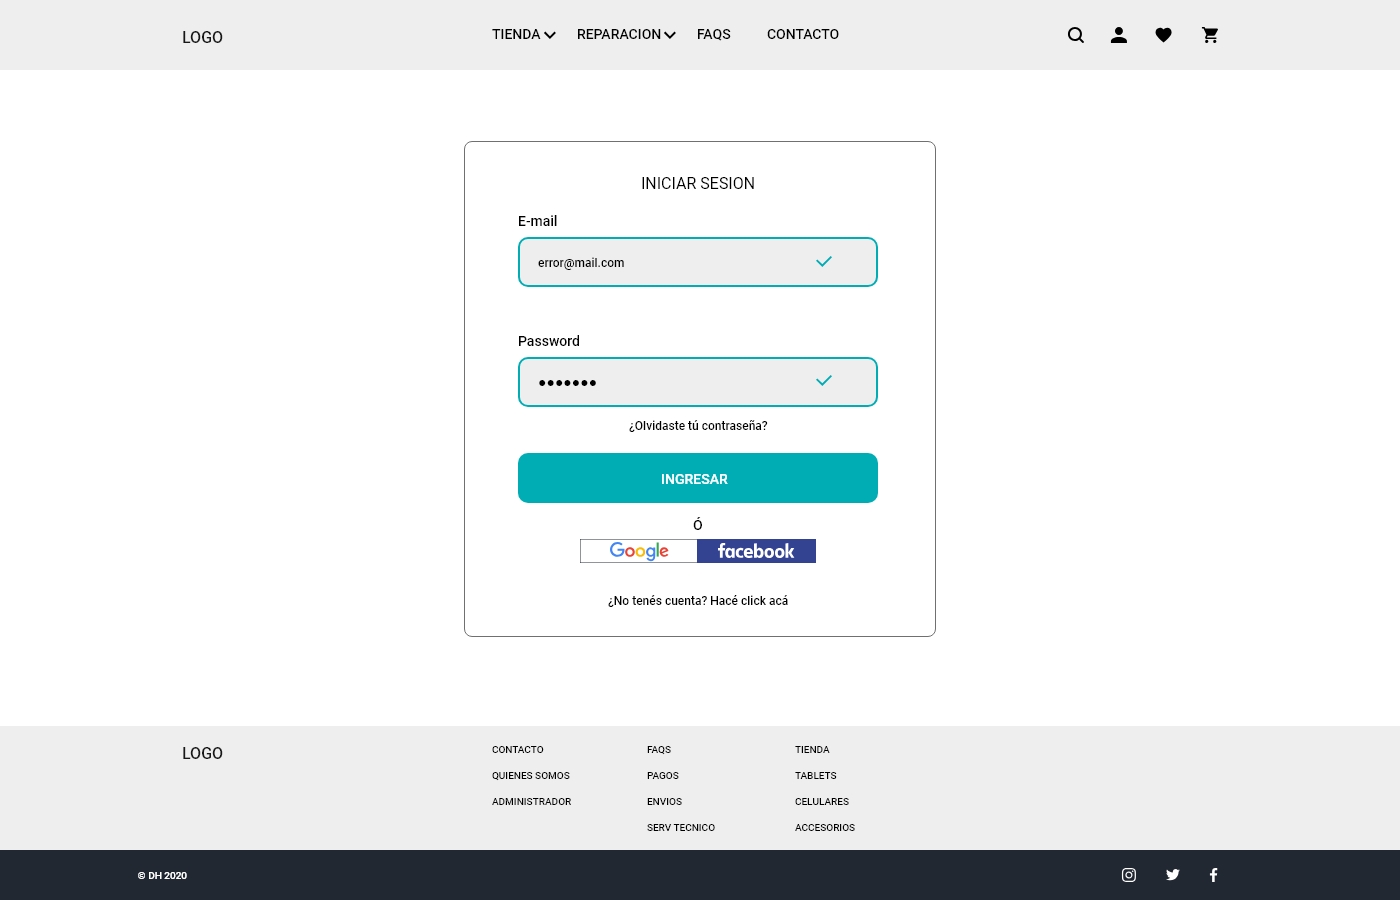 LOGO
TIENDA
REPARACION
FAQS
CONTACTO
INICIAR SESION
E-mail
error@mail.com
Password
¿Olvidaste tú contraseña?
INGRESAR
Ó
Google
facebook
¿No tenés cuenta? Hacé click acá
LOGO
CONTACTO
QUIENES SOMOS
ADMINISTRADOR
FAQS
PAGOS
ENVIOS
SERV TECNICO
TIENDA
TABLETS
CELULARES
ACCESORIOS
© DH 2020